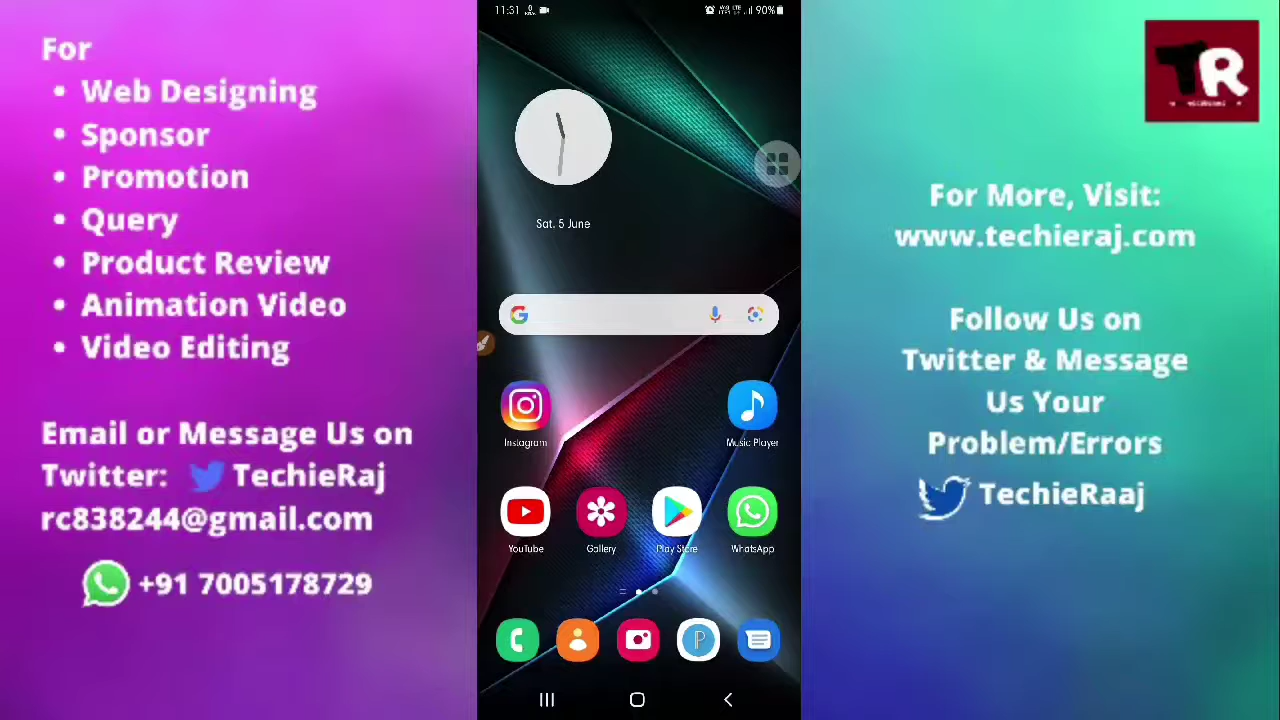 For
• Web Designing
• Sponsor
• Promotion
• Query
• Product Review
• Animation Video
• Video Editing
Email or Message Us on
Twitter: TechieRaj
rc838244@gmail.com
+91 7005178729
11:31
90%
Sat, 5 June
Instagram
Music Player
YouTube
Gallery
Play Store
WhatsApp
TR
For More, Visit:
www.techieraj.com
Follow Us on
Twitter & Message
Us Your
Problem/Errors
TechieRaaj